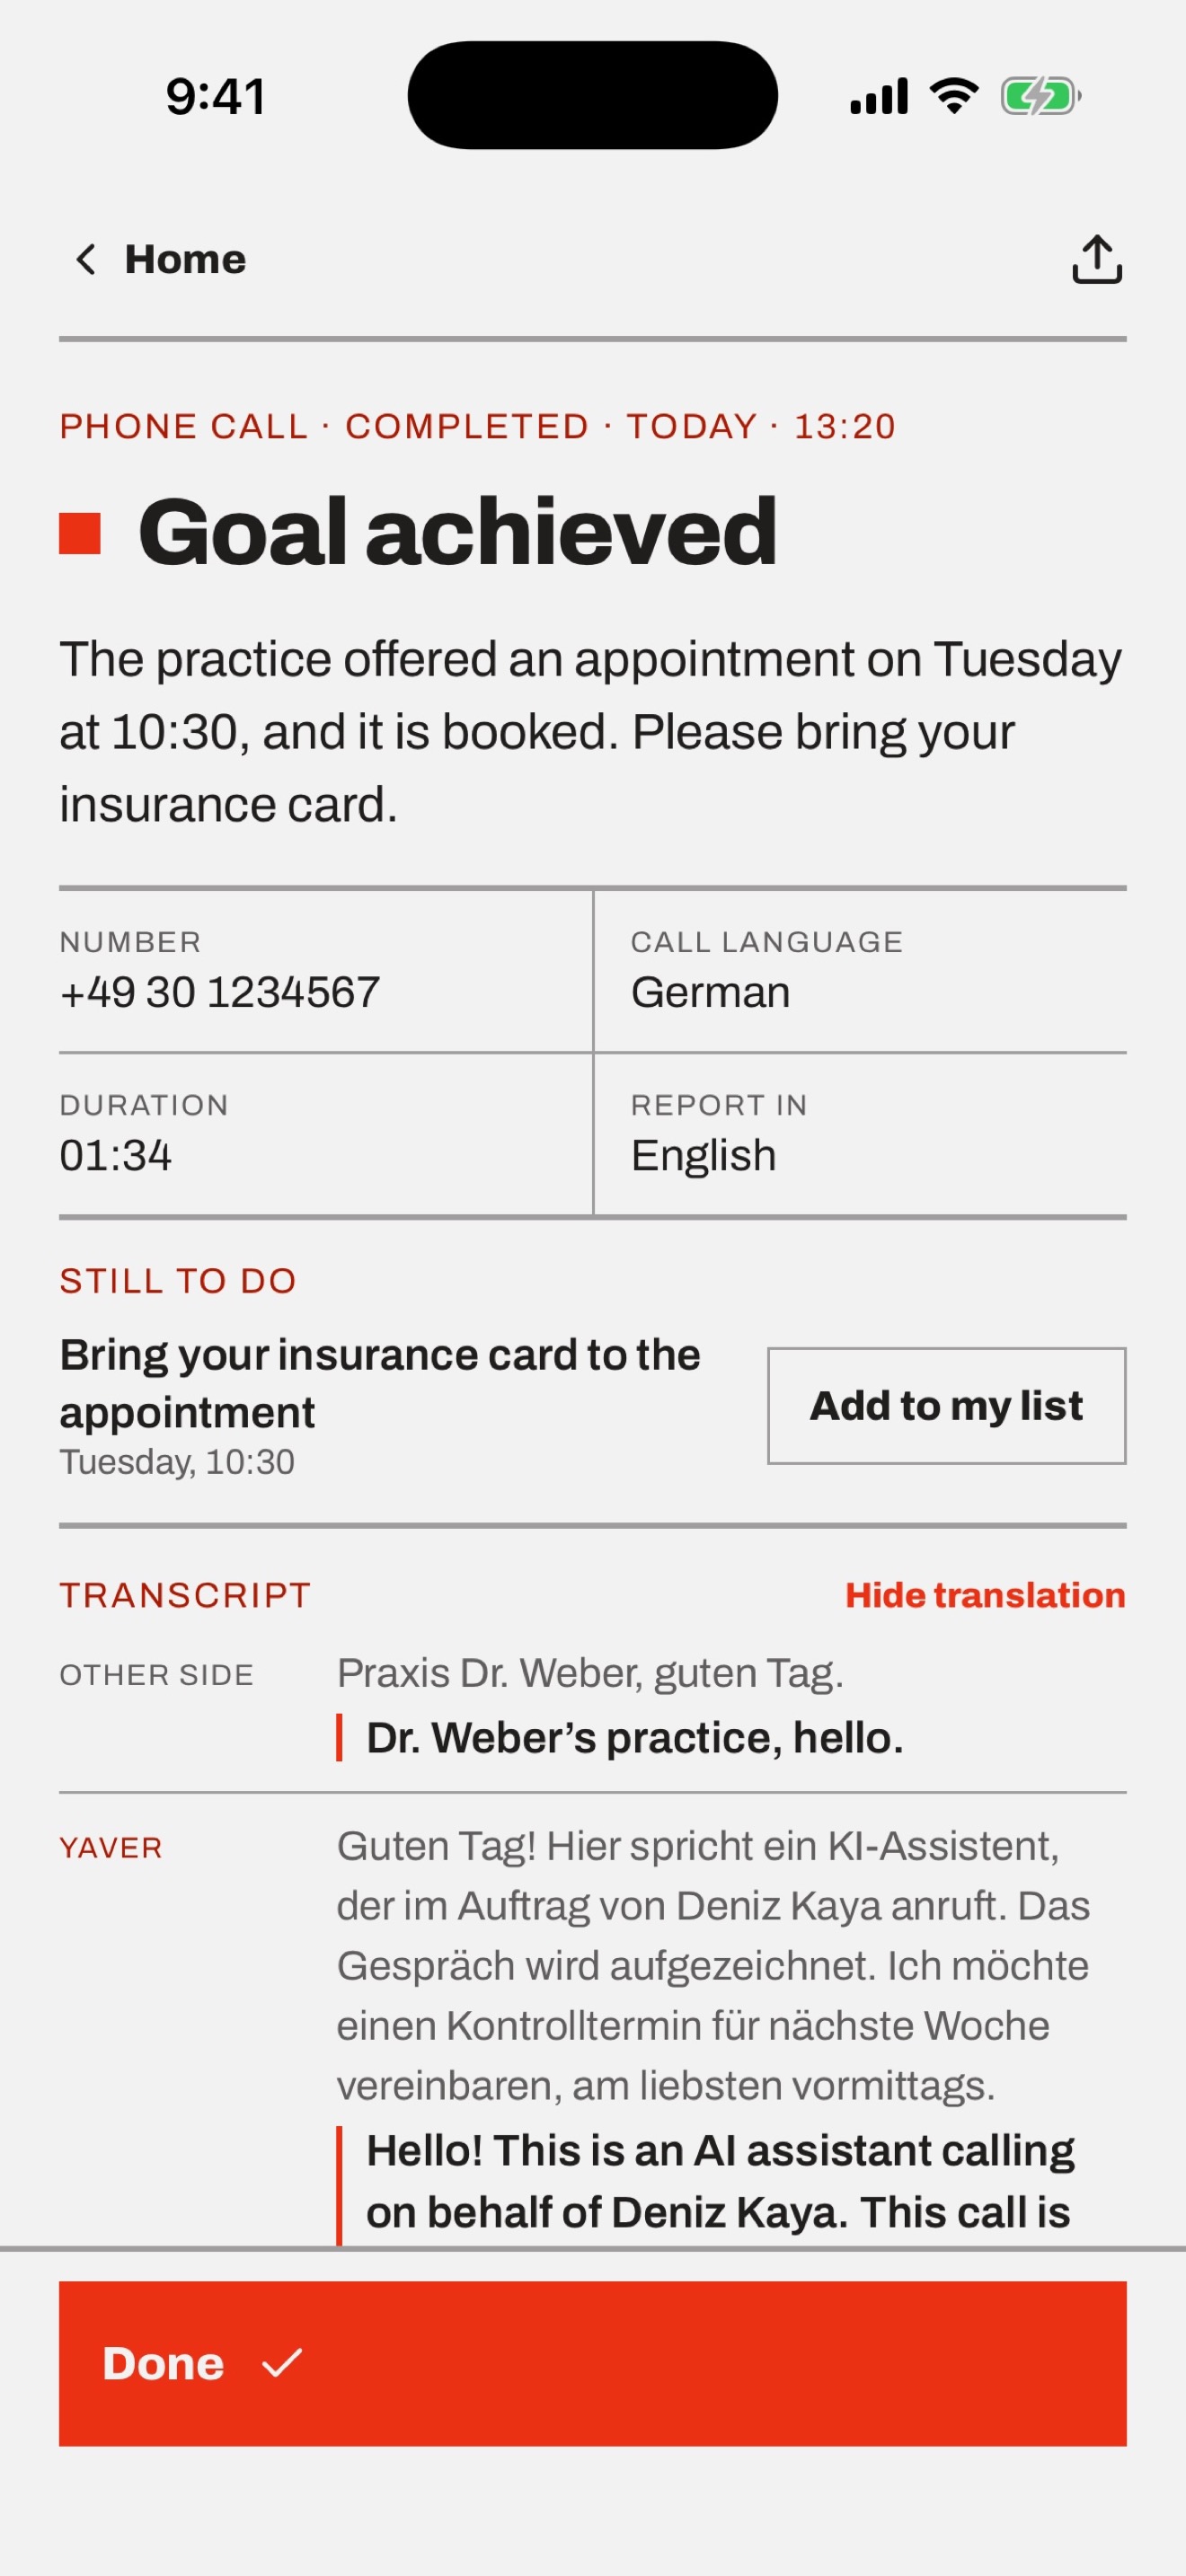 9:41
Home
PHONE CALL · COMPLETED · TODAY · 13:20
Goal achieved
The practice offered an appointment on Tuesday
at 10:30, and it is booked. Please bring your
insurance card.
NUMBER
+49 30 1234567
CALL LANGUAGE
German
DURATION
01:34
REPORT IN
English
STILL TO DO
Bring your insurance card to the
appointment
Tuesday, 10:30
Add to my list
TRANSCRIPT
Hide translation
OTHER SIDE
Praxis Dr. Weber, guten Tag.
Dr. Weber’s practice, hello.
YAVER
Guten Tag! Hier spricht ein KI-Assistent,
der im Auftrag von Deniz Kaya anruft. Das
Gespräch wird aufgezeichnet. Ich möchte
einen Kontrolltermin für nächste Woche
vereinbaren, am liebsten vormittags.
Hello! This is an AI assistant calling
on behalf of Deniz Kaya. This call is
Done